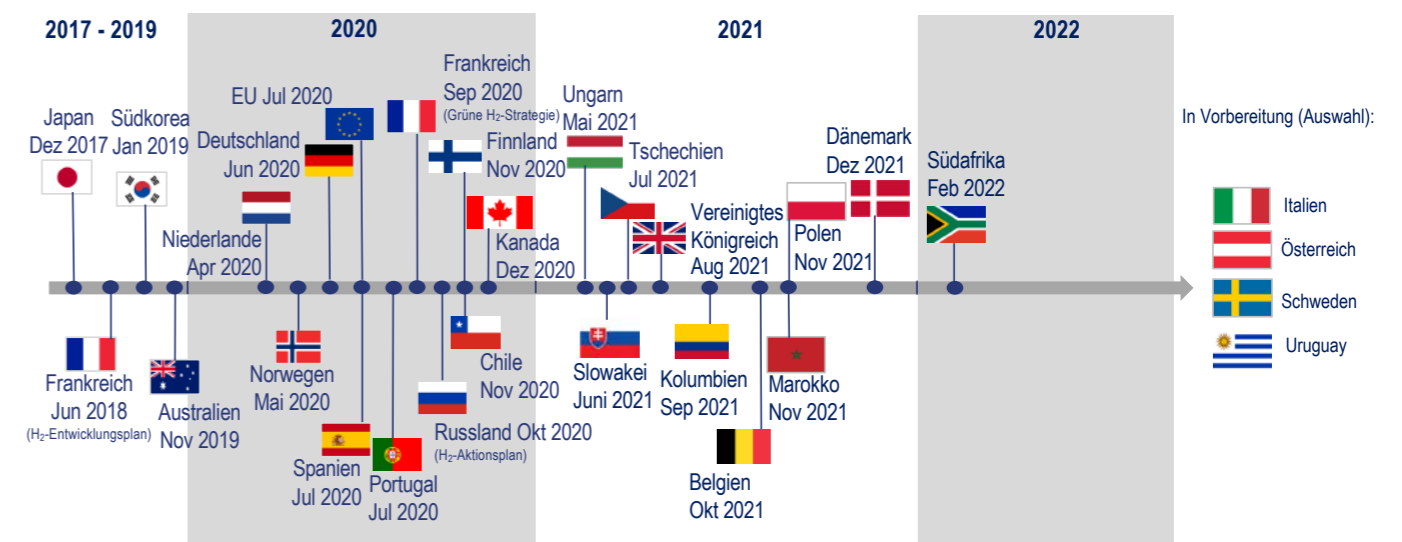 2017 - 2019
2020
2021
2022
Japan
Dez 2017
Südkorea
Jan 2019
EU Jul 2020
Deutschland
Jun 2020
Niederlande
Apr 2020
Frankreich
Sep 2020
(Grüne H₂-Strategie)
Finnland
Nov 2020
Kanada
Dez 2020
Ungarn
Mai 2021
Tschechien
Jul 2021
Vereinigtes
Königreich
Aug 2021
Polen
Nov 2021
Dänemark
Dez 2021
Südafrika
Feb 2022
In Vorbereitung (Auswahl):
Italien
Österreich
Schweden
Uruguay
Frankreich
Jun 2018
(H₂-Entwicklungsplan)
Australien
Nov 2019
Norwegen
Mai 2020
Spanien
Jul 2020
Portugal
Jul 2020
Russland Okt 2020
(H₂-Aktionsplan)
Chile
Nov 2020
Slowakei
Juni 2021
Kolumbien
Sep 2021
Belgien
Okt 2021
Marokko
Nov 2021